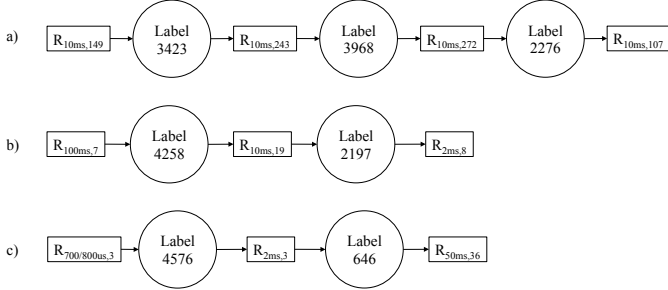 a) R10ms,149 Label 3423 R10ms,243 Label 3968 R10ms,272 Label 2276 R10ms,107
b) R100ms,7 Label 4258 R10ms,19 Label 2197 R2ms,8
c) R700/800us,3 Label 4576 R2ms,3 Label 646 R50ms,36